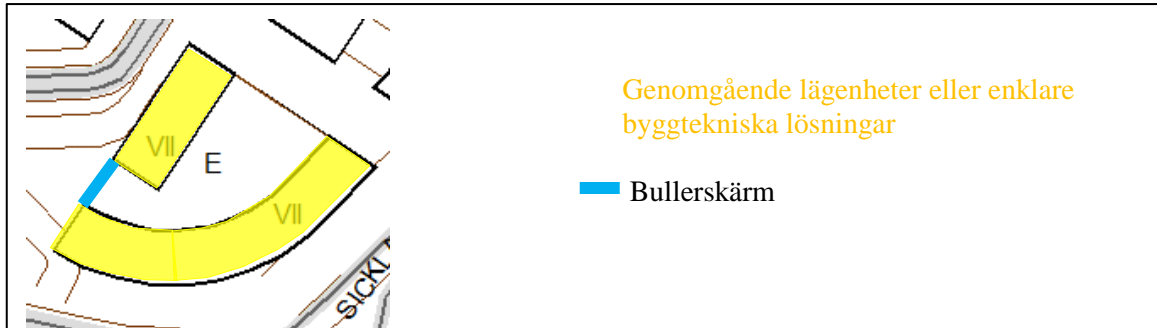 VII
E
VII
SICKL
Genomgående lägenheter eller enklare
byggtekniska lösningar
Bullerskärm